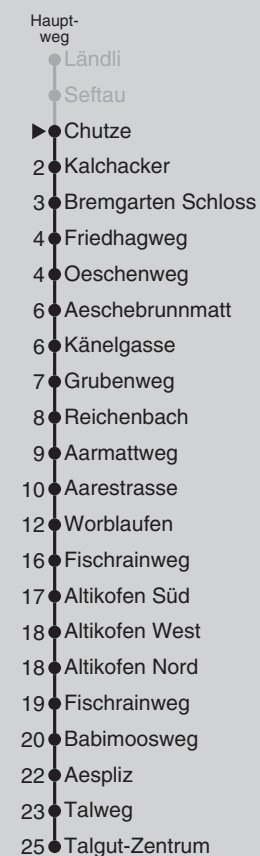 Haupt-
weg
Ländli
Seftau
Chutze
2 Kalchacker
3 Bremgarten Schloss
4 Friedhagweg
4 Oeschenweg
6 Aeschebrunnmatt
6 Känelgasse
7 Grubenweg
8 Reichenbach
9 Aarmattweg
10 Aarestrasse
12 Worblaufen
16 Fischrainweg
17 Altikofen Süd
18 Altikofen West
18 Altikofen Nord
19 Fischrainweg
20 Babimoosweg
22 Aespliz
23 Talweg
25 Talgut-Zentrum